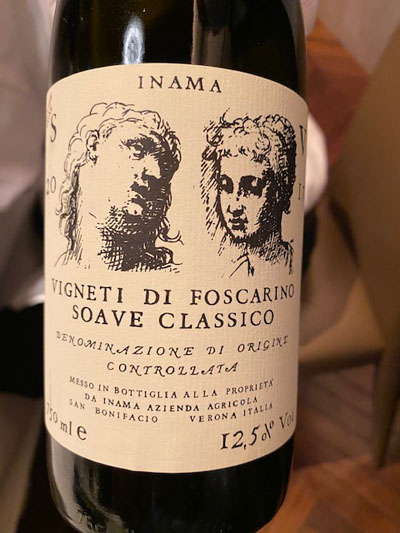 INAMA
S
20
VIGNETI DI FOSCARINO
SOAVE CLASSICO
DENOMINAZIONE DI ORIGINE
CONTROLLATA
MESSO IN BOTTIGLIA ALLA PROPRIETÀ
DA INAMA AZIENDA AGRICOLA
SAN BONIFACIO VERONA ITALIA
750 ml e 12,5% Vol